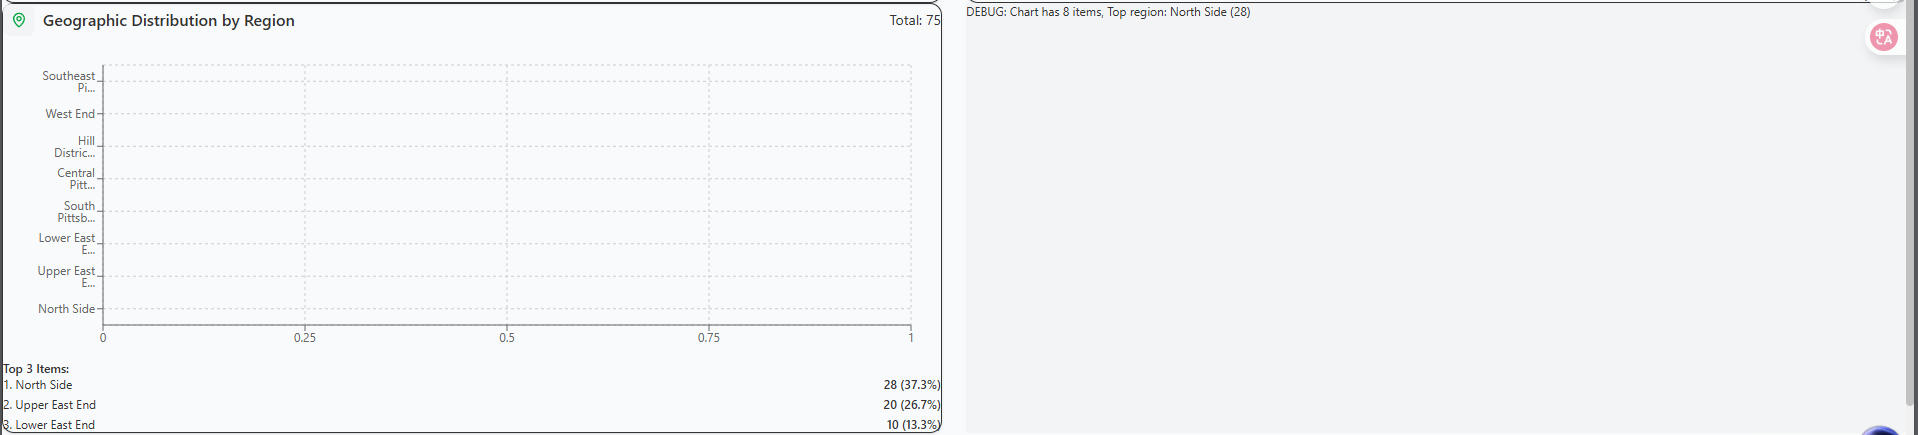 Geographic Distribution by Region
Total: 75
Southeast
Pi...
West End
Hill
Distric...
Central
Pitt...
South
Pittsb...
Lower East
E...
Upper East
E...
North Side
0 0.25 0.5 0.75 1
Top 3 Items:
1. North Side 28 (37.3%)
2. Upper East End 20 (26.7%)
3. Lower East End 10 (13.3%)
DEBUG: Chart has 8 items, Top region: North Side (28)
中A